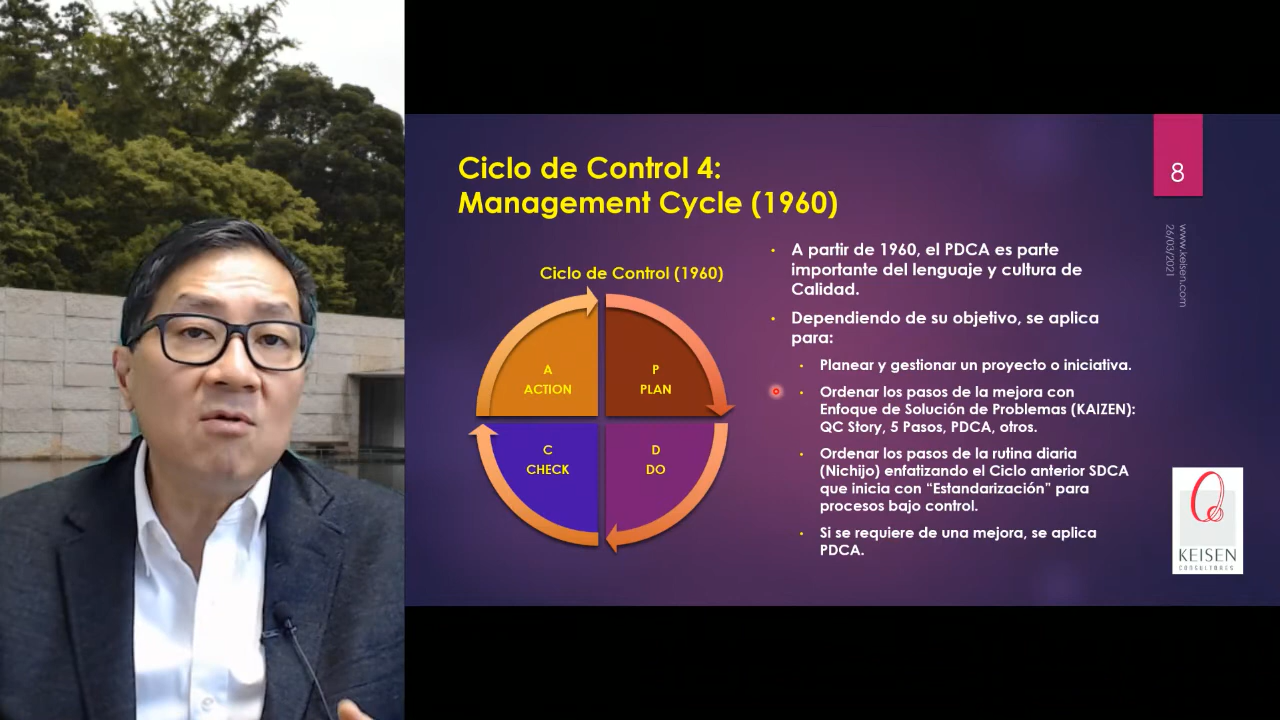 Ciclo de Control 4:
Management Cycle (1960)
8
www.keisen.com
26/03/2021
Ciclo de Control (1960)
A
ACTION
P
PLAN
C
CHECK
D
DO
• A partir de 1960, el PDCA es parte
importante del lenguaje y cultura de
Calidad.
• Dependiendo de su objetivo, se aplica
para:
• Planear y gestionar un proyecto o iniciativa.
• Ordenar los pasos de la mejora con
Enfoque de Solución de Problemas (KAIZEN):
QC Story, 5 Pasos, PDCA, otros.
• Ordenar los pasos de la rutina diaria
(Nichijo) enfatizando el Ciclo anterior SDCA
que inicia con “Estandarización” para
procesos bajo control.
• Si se requiere de una mejora, se aplica
PDCA.
KEISEN
CONSULTORES